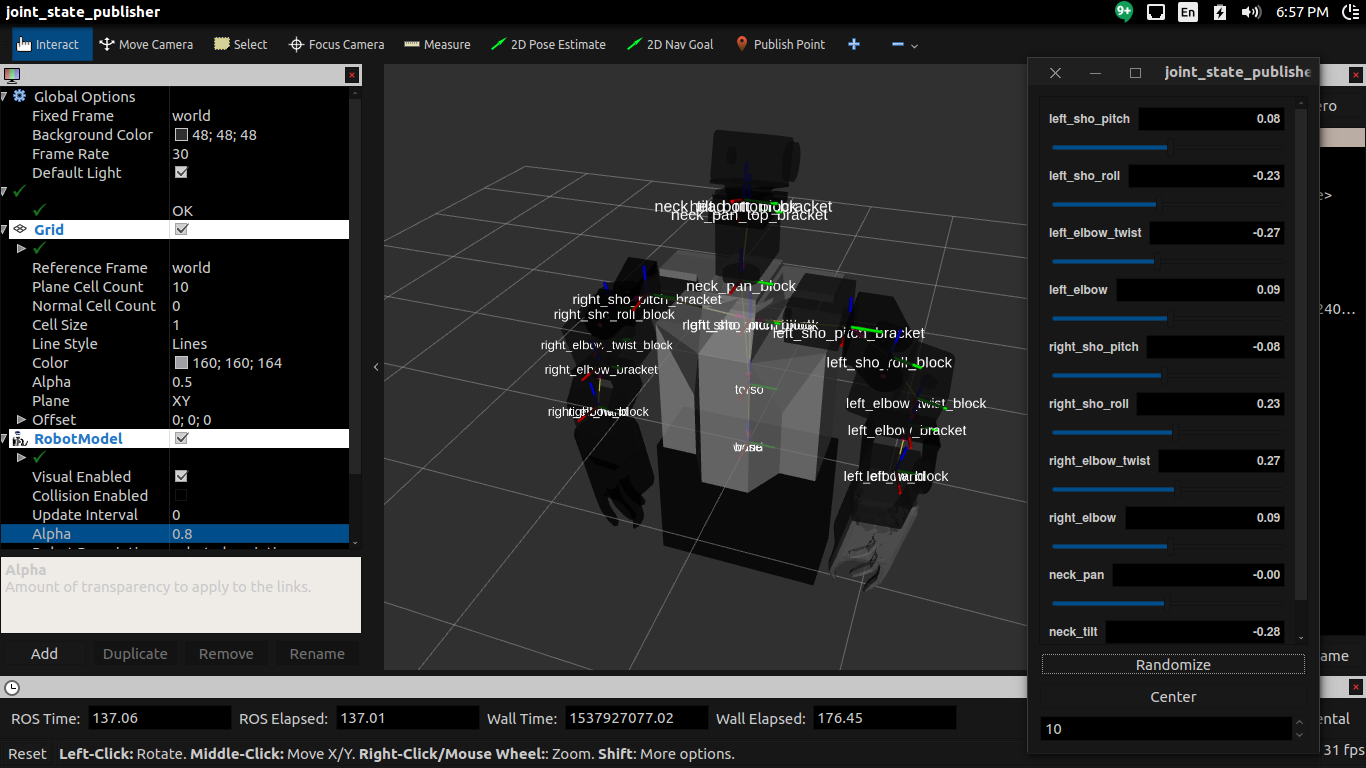 joint_state_publisher
9+ En 6:57 PM
Interact Move Camera Select Focus Camera Measure 2D Pose Estimate 2D Nav Goal Publish Point
Global Options
Fixed Frame world
Background Color 48; 48; 48
Frame Rate 30
Default Light
OK
Grid
Reference Frame world
Plane Cell Count 10
Normal Cell Count 0
Cell Size 1
Line Style Lines
Color 160; 160; 164
Alpha 0.5
Plane XY
Offset 0; 0; 0
RobotModel
Visual Enabled
Collision Enabled
Update Interval 0
Alpha 0.8
Alpha
Amount of transparency to apply to the links.
Add Duplicate Remove Rename
neck_pan_top_bracket
neck_pan_block
right_sho_pitch_bracket
right_sho_roll_block
left_sho_pitch_bracket
right_elbow_twist_block
left_sho_roll_block
right_elbow_bracket
torso
left_elbow_twist_block
left_elbow_bracket
joint_state_publishe
left_sho_pitch 0.08
left_sho_roll -0.23
left_elbow_twist -0.27
left_elbow 0.09
right_sho_pitch -0.08
right_sho_roll 0.23
right_elbow_twist 0.27
right_elbow 0.09
neck_pan -0.00
neck_tilt -0.28
Randomize
Center
10
ero
240...
ame
ROS Time: 137.06 ROS Elapsed: 137.01 Wall Time: 1537927077.02 Wall Elapsed: 176.45
ntal
Reset Left-Click: Rotate. Middle-Click: Move X/Y. Right-Click/Mouse Wheel:: Zoom. Shift: More options.
31 fps